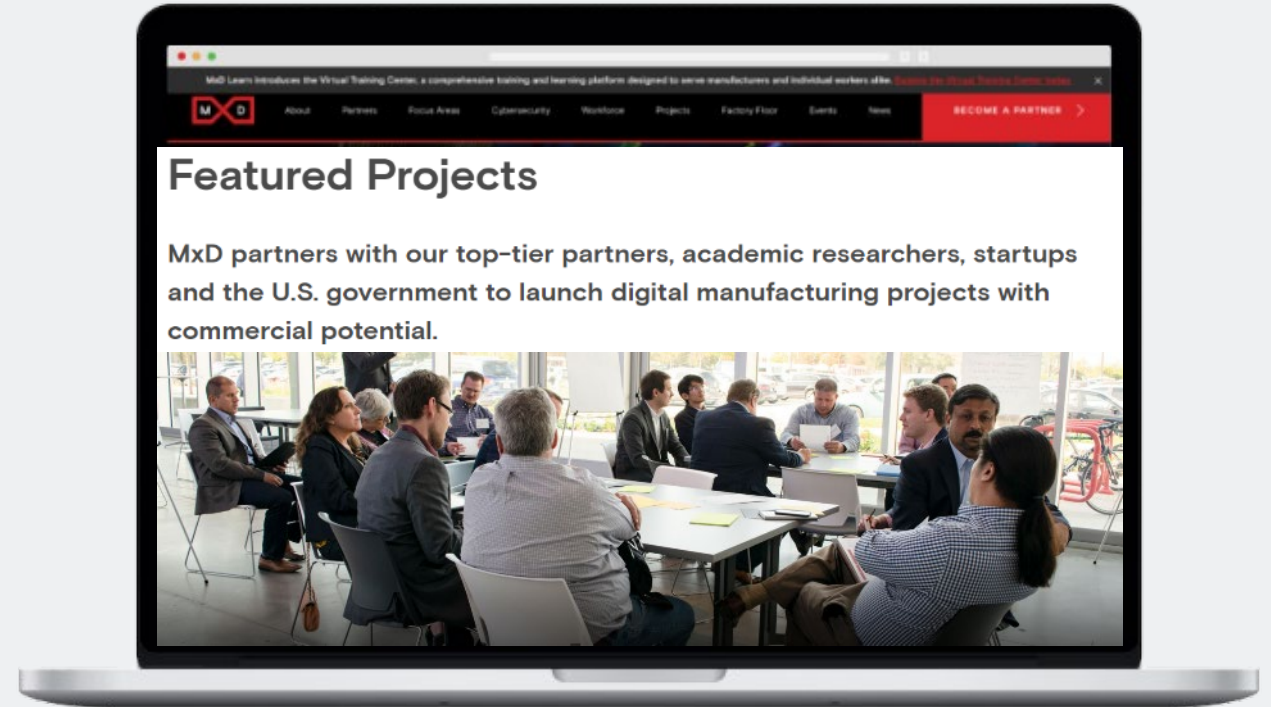 MxD Learn introduces the Virtual Training Center, a comprehensive training and learning platform designed to serve manufacturers and individual workers alike.
M D
About Partners Focus Areas Cybersecurity Workforce Projects Factory Floor Events News BECOME A PARTNER
Featured Projects
MxD partners with our top-tier partners, academic researchers, startups
and the U.S. government to launch digital manufacturing projects with
commercial potential.